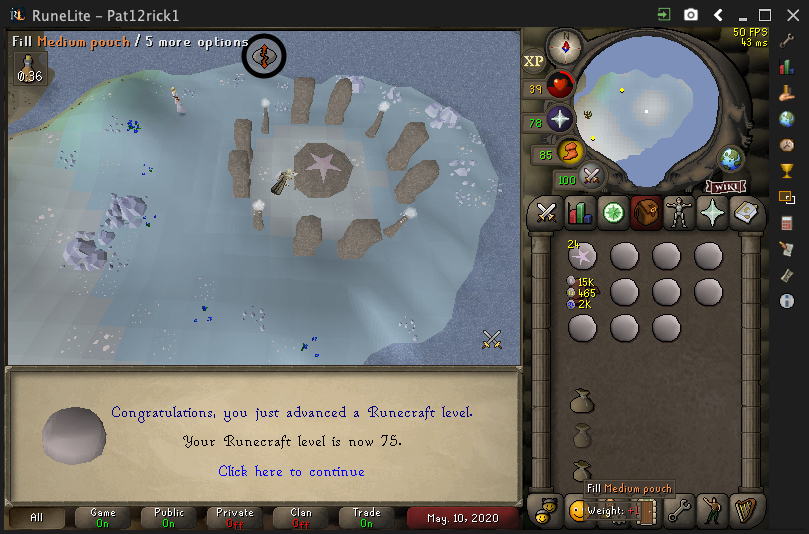 RuneLite - Pat12rick1
Fill Medium pouch / 5 more options
0.36
50 FPS
43 ms
N
XP
39
78
85
100
WIKI
24
15K
465
2K
Congratulations, you just advanced a Runecraft level.
Your Runecraft level is now 75.
Click here to continue
Fill Medium pouch
Weight: +1
All
Game
On
Public
On
Private
Off
Clan
Off
Trade
On
May. 10, 2020